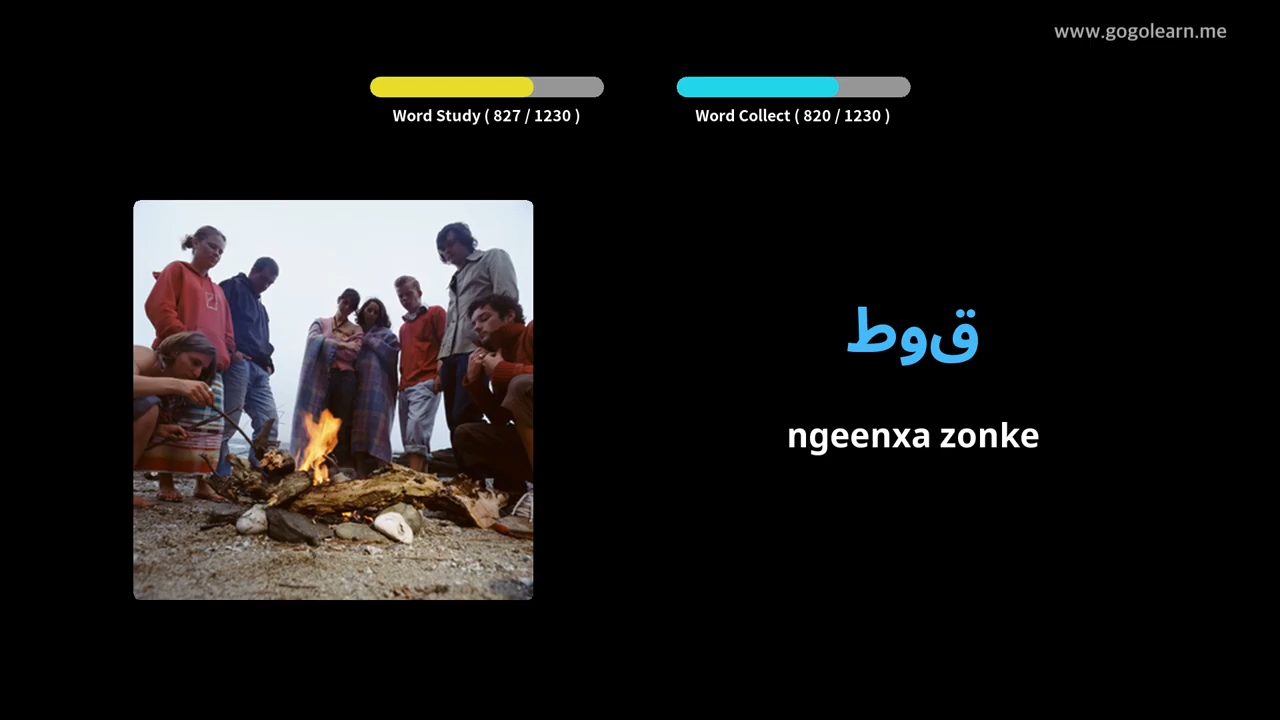 www.gogolearn.me
Word Study ( 827 / 1230 )
Word Collect ( 820 / 1230 )
قوط
ngeenxa zonke